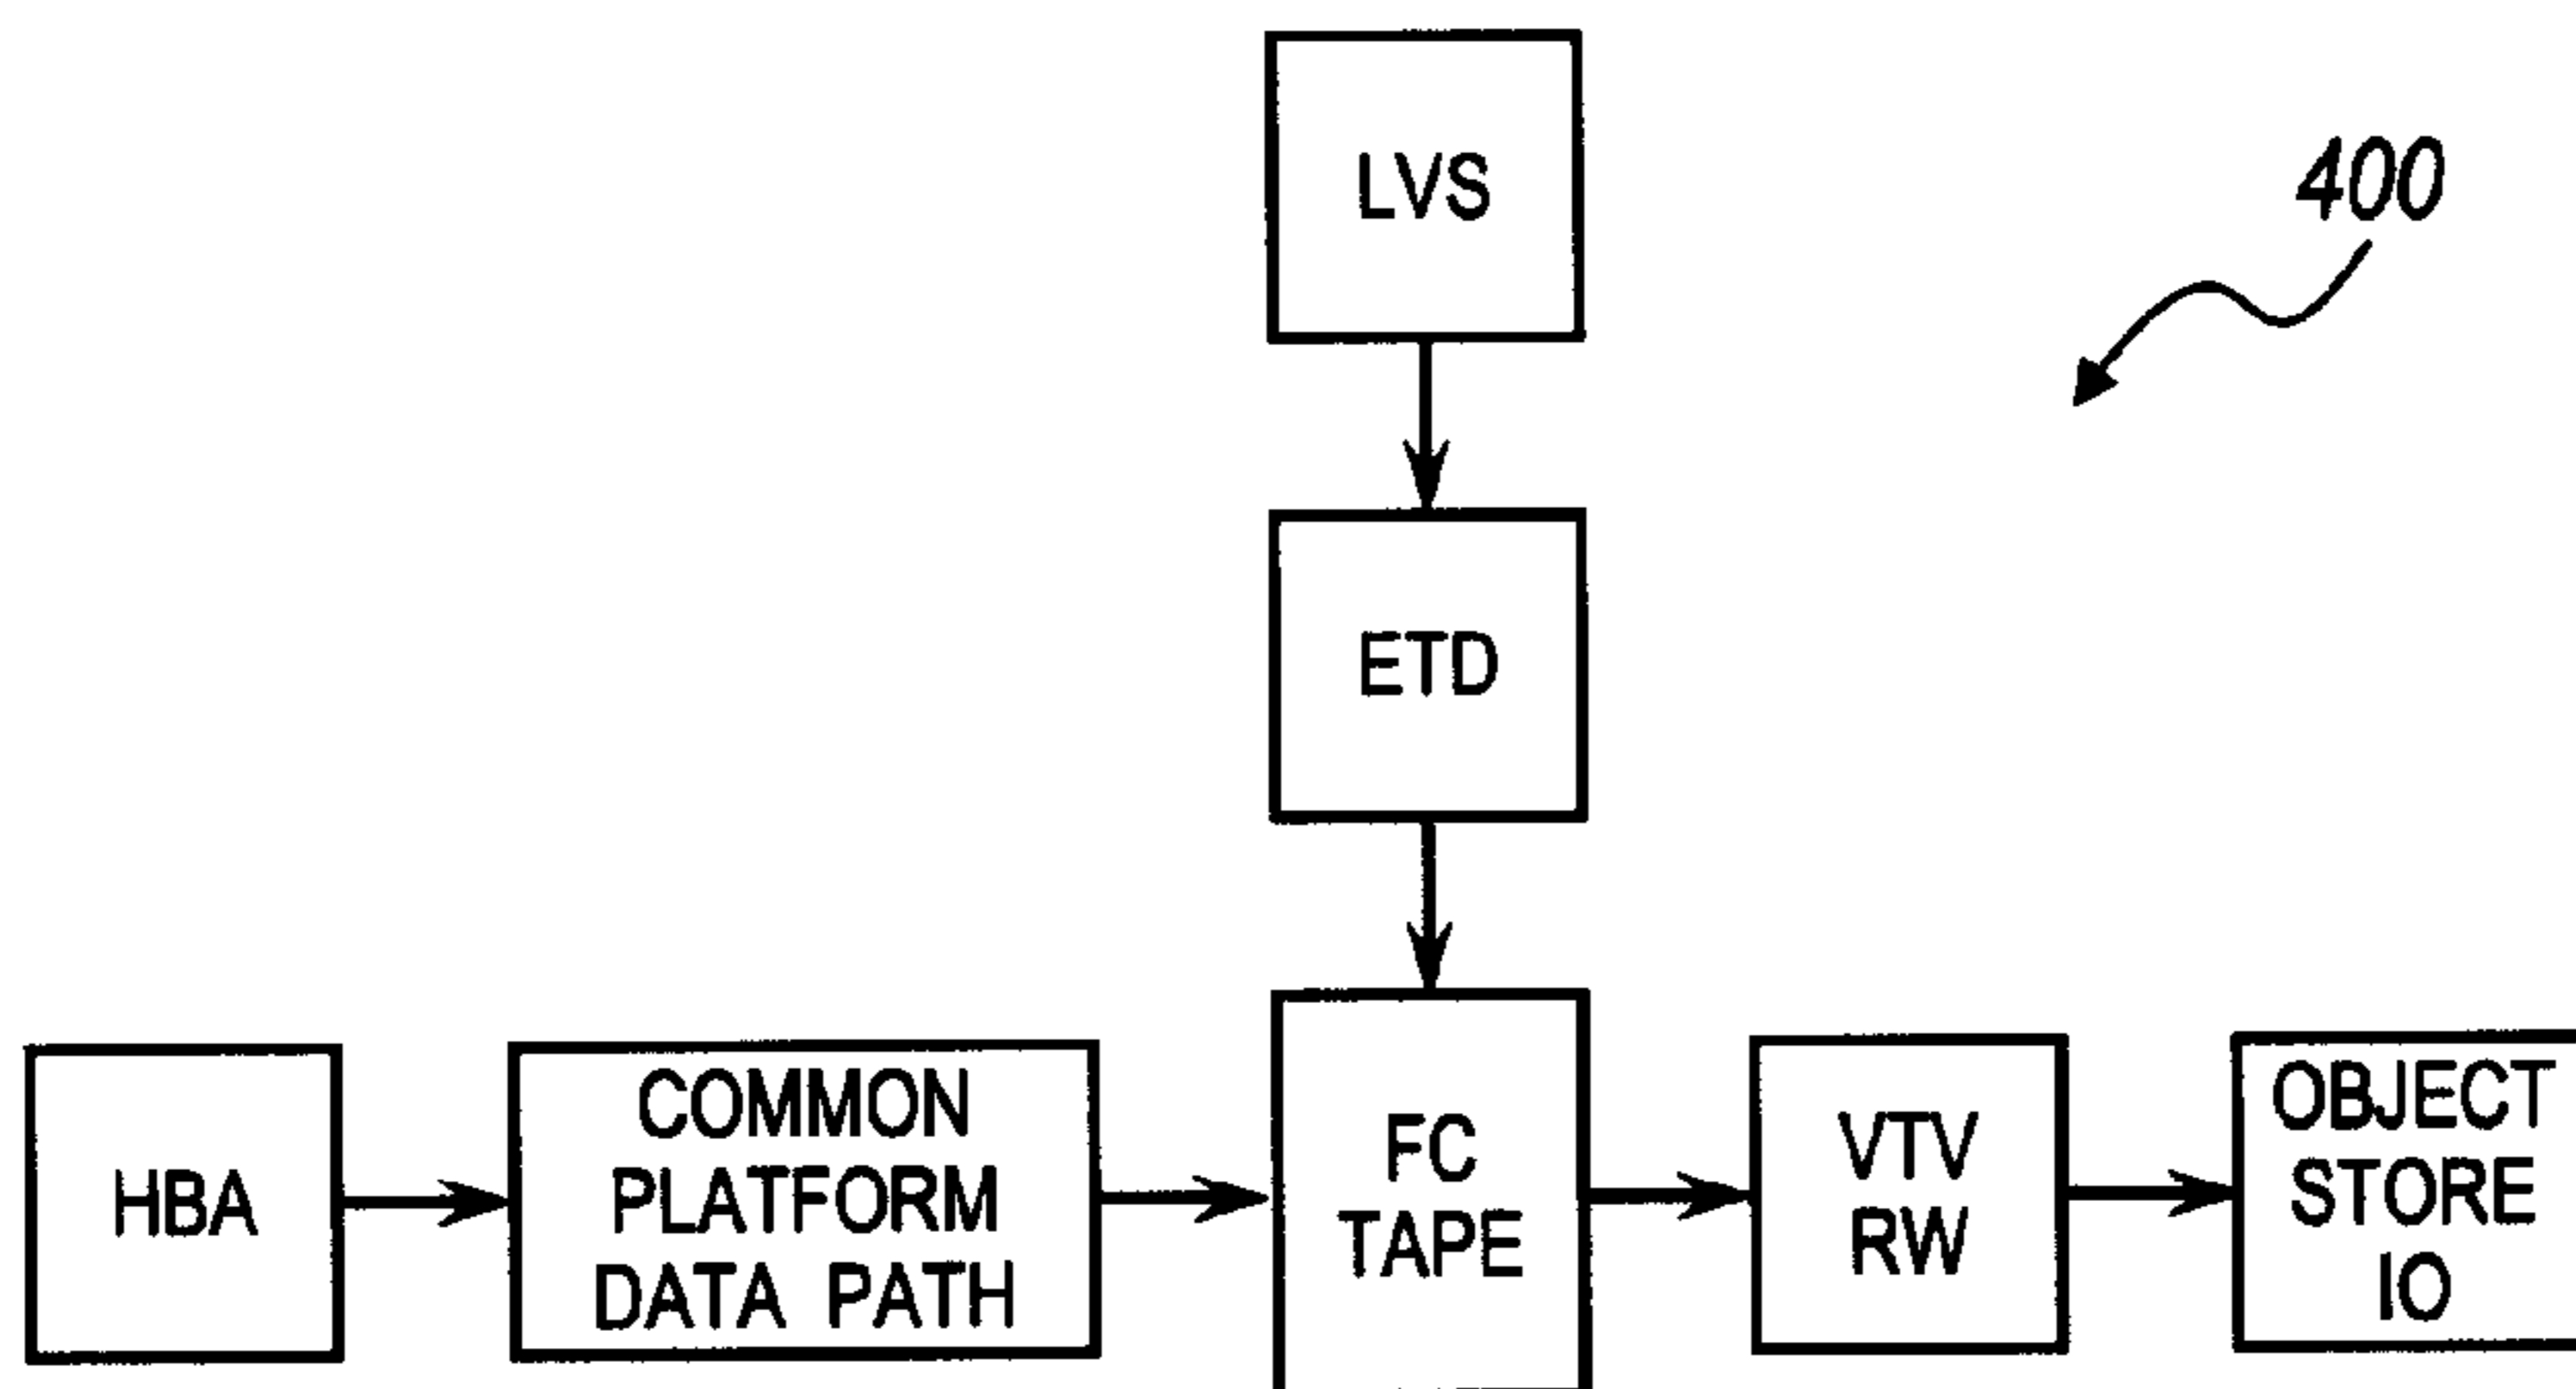 LVS
400
ETD
HBA
COMMON
PLATFORM
DATA PATH
FC
TAPE
VTV
RW
OBJECT
STORE
IO